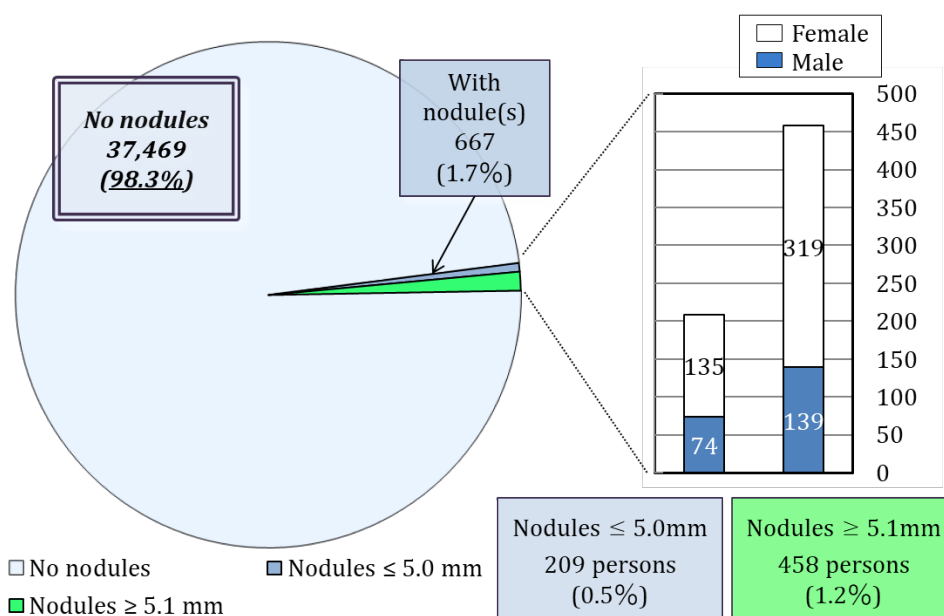 No nodules
37,469
(98.3%)
With
nodule(s)
667
(1.7%)
Female
Male
500
450
400
350
300
250
200
150
100
50
0
319
135
139
74
Nodules ≤ 5.0mm
209 persons
(0.5%)
Nodules ≥ 5.1mm
458 persons
(1.2%)
No nodules
Nodules ≤ 5.0 mm
Nodules ≥ 5.1 mm